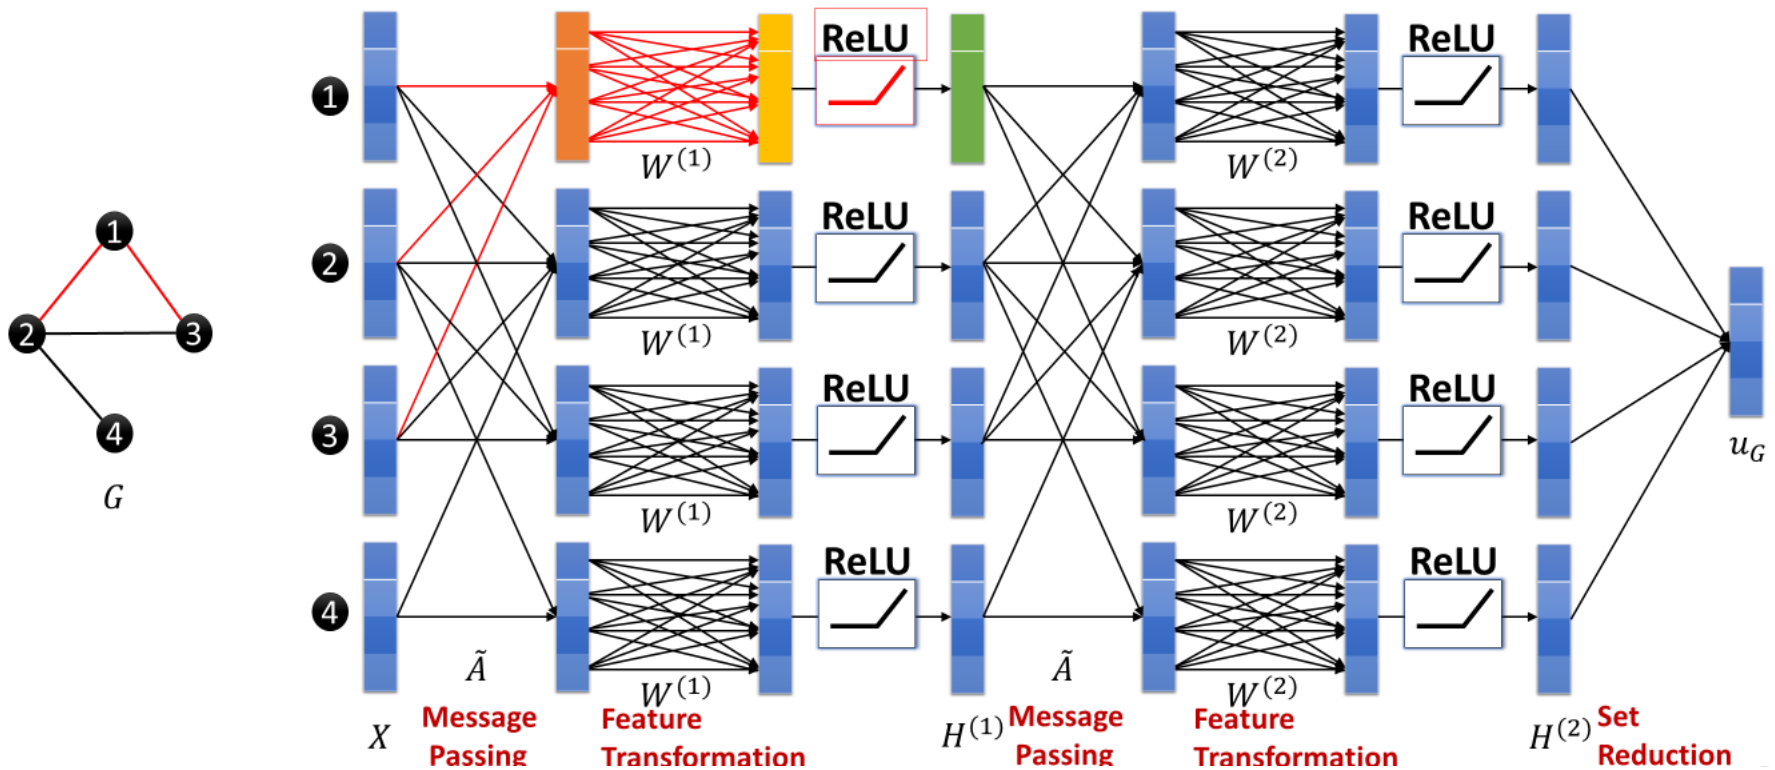 ReLU ReLU
1
W^(1) W^(2)
ReLU ReLU
1
2
W^(1) W^(2)
2 3
ReLU ReLU
3
4
u_G
G
W^(1) W^(2)
ReLU ReLU
4
Ã Ã
W^(1) W^(2)
X Message Passing
Feature Transformation
H^(1) Message Passing
Feature Transformation
H^(2) Set Reduction